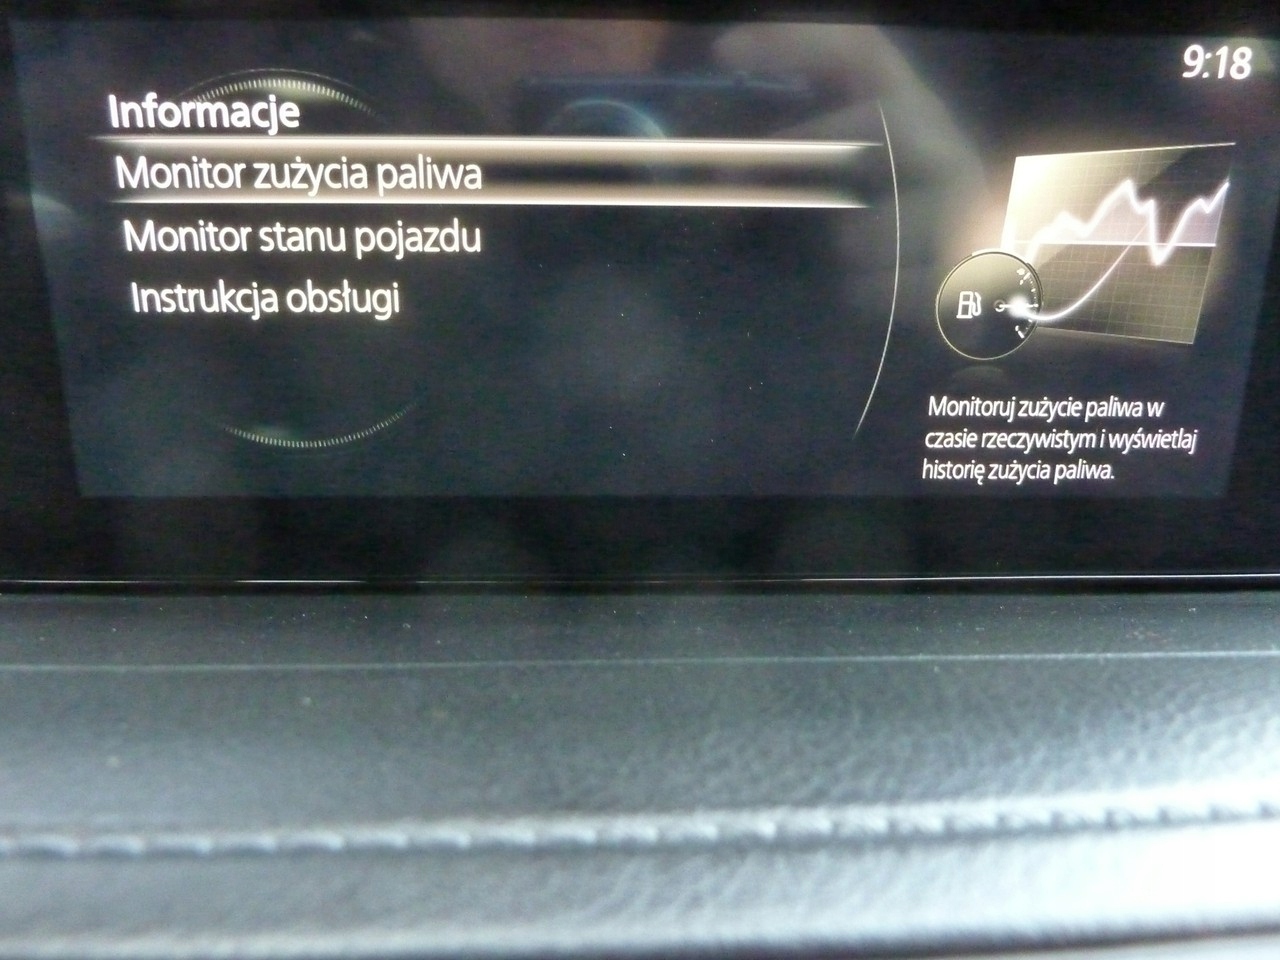 9:18
Informacje
Monitor zużycia paliwa
Monitor stanu pojazdu
Instrukcja obsługi
Monitoruj zużycie paliwa w
czasie rzeczywistym i wyświetlaj
historię zużycia paliwa.